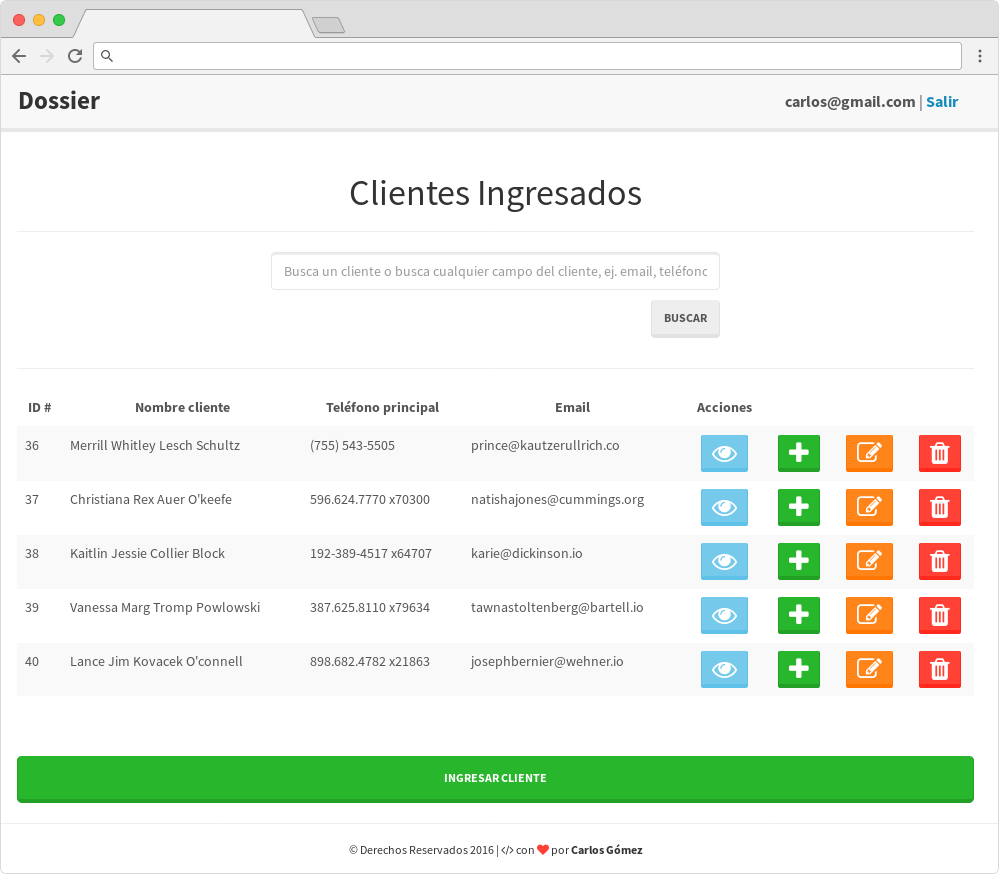 Dossier
carlos@gmail.com | Salir
Clientes Ingresados
Busca un cliente o busca cualquier campo del cliente, ej. email, teléfono
BUSCAR
ID # Nombre cliente Teléfono principal Email Acciones
36 Merrill Whitley Lesch Schultz (755) 543-5505 prince@kautzerullrich.co
37 Christiana Rex Auer O'keefe 596.624.7770 x70300 natishajones@cummings.org
38 Kaitlin Jessie Collier Block 192-389-4517 x64707 karie@dickinson.io
39 Vanessa Marg Tromp Powlowski 387.625.8110 x79634 tawnastoltenberg@bartell.io
40 Lance Jim Kovacek O'connell 898.682.4782 x21863 josephbernier@wehner.io
INGRESAR CLIENTE
© Derechos Reservados 2016 | </> con ❤ por Carlos Gómez